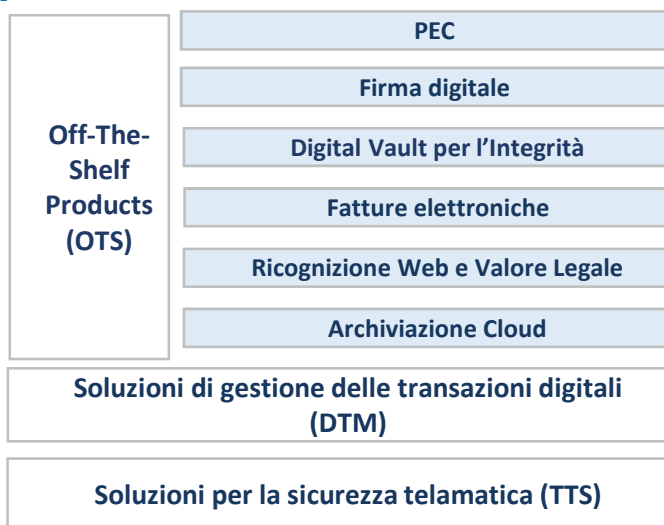 PEC
Firma digitale
Off-The-
Shelf
Products
(OTS)
Digital Vault per l’Integrità
Fatture elettroniche
Ricognizione Web e Valore Legale
Archiviazione Cloud
Soluzioni di gestione delle transazioni digitali
(DTM)
Soluzioni per la sicurezza telamatica (TTS)